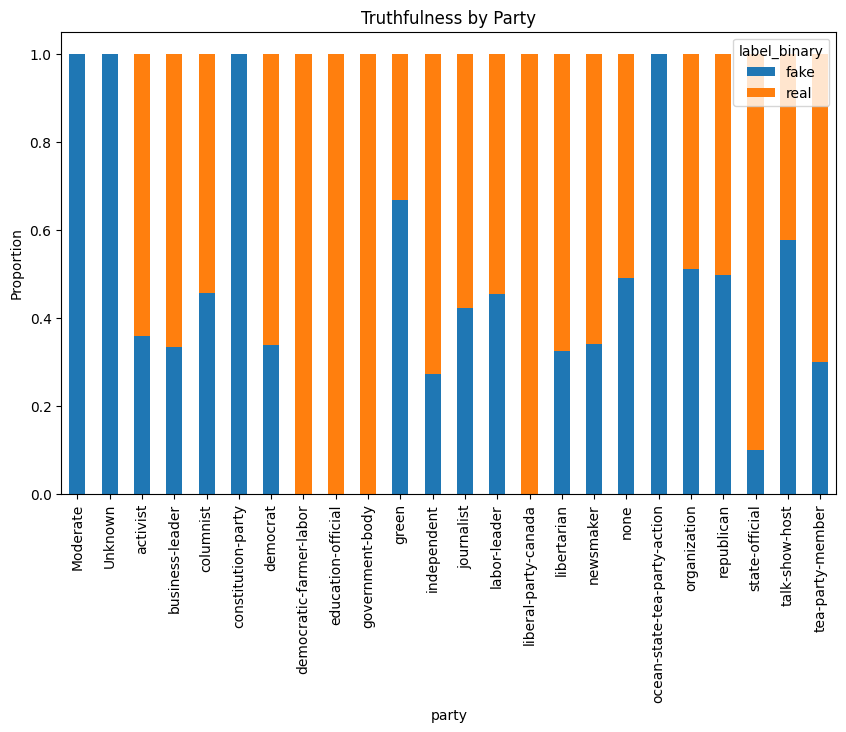 Truthfulness by Party
label_binary
fake
real
Proportion
1.0
0.8
0.6
0.4
0.2
0.0
Moderate
Unknown
activist
business-leader
columnist
constitution-party
democrat
democratic-farmer-labor
education-official
government-body
green
independent
journalist
labor-leader
liberal-party-canada
libertarian
newsmaker
none
ocean-state-tea-party-action
organization
republican
state-official
talk-show-host
tea-party-member
party